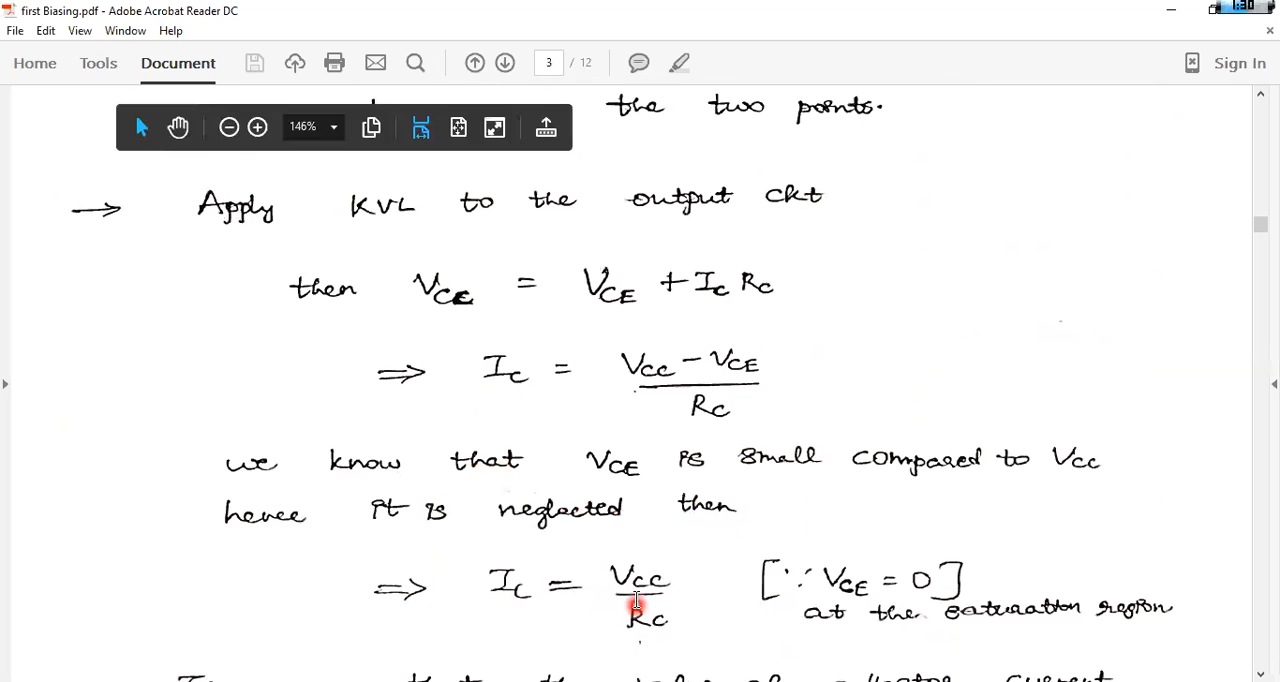 first Biasing.pdf - Adobe Acrobat Reader DC
1:30
File Edit View Window Help
Home Tools Document 3 / 12 Sign In
the two points.
146%
→ Apply KVL to the output ckt
then VCE = VCE + IC RC
⇒ IC = VCC - VCE
RC
we know that VCE is small compared to VCC
hence it is neglected then
⇒ IC = VCC [∵ VCE = 0]
RC at the saturation region